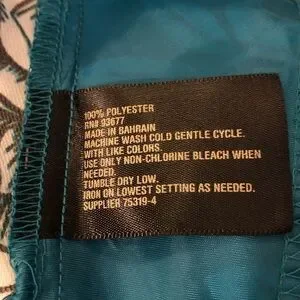 100% POLYESTER
RN# 93677
MADE IN BAHRAIN
MACHINE WASH COLD GENTLE CYCLE.
WITH LIKE COLORS.
USE ONLY NON-CHLORINE BLEACH WHEN
NEEDED.
TUMBLE DRY LOW.
IRON ON LOWEST SETTING AS NEEDED.
SUPPLIER 75319-4